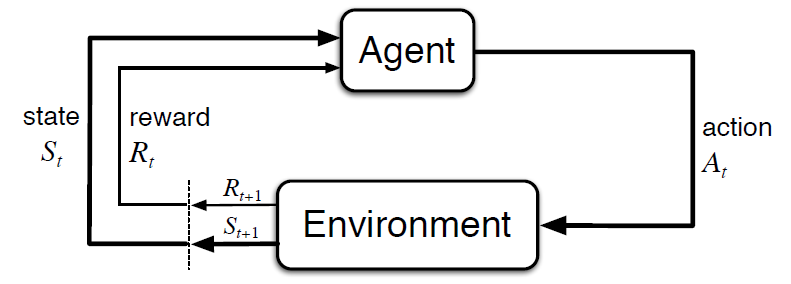 Agent
state
S_t
reward
R_t
action
A_t
R_{t+1}
S_{t+1}
Environment